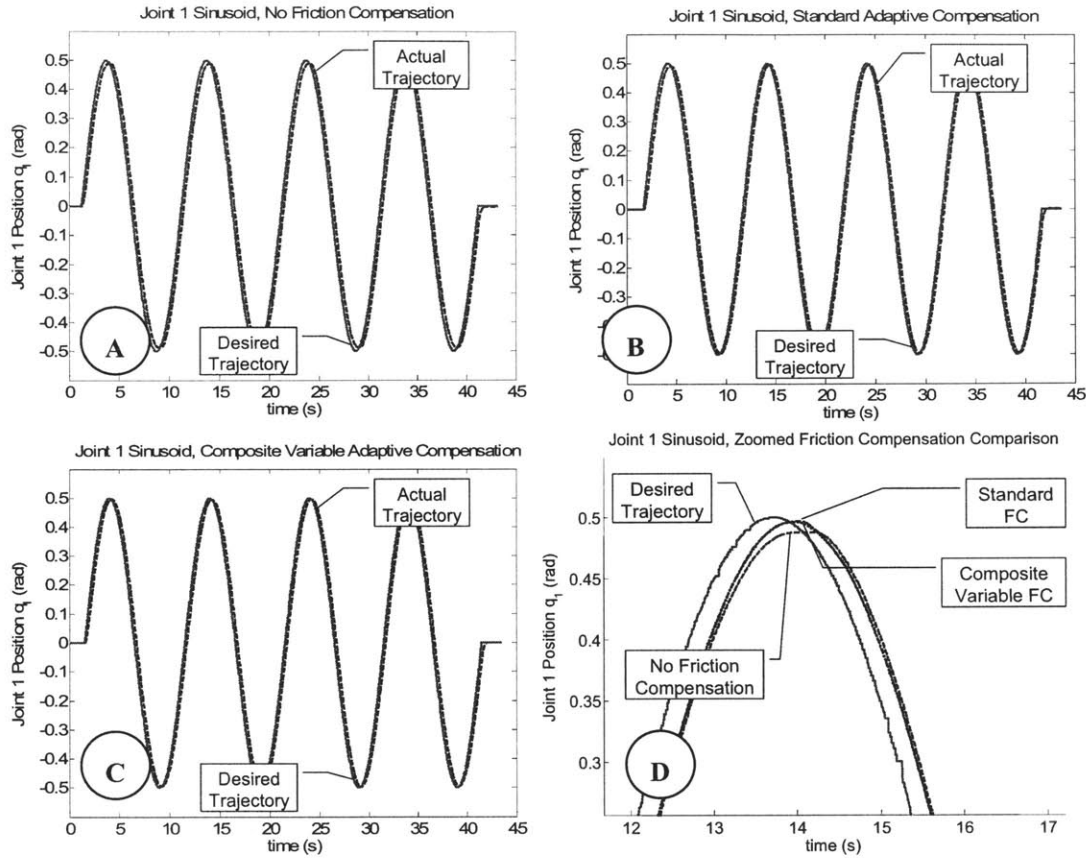 Joint 1 Sinusoid, No Friction Compensation
Joint 1 Position q1 (rad)
0.5
0.4
0.3
0.2
0.1
0
-0.1
-0.2
-0.3
-0.4
-0.5
Actual
Trajectory
Desired
Trajectory
A
0 5 10 15 20 25 30 35 40 45
time (s)
Joint 1 Sinusoid, Standard Adaptive Compensation
Joint 1 Position q1 (rad)
0.5
0.4
0.3
0.2
0.1
0
-0.1
-0.2
-0.3
Actual
Trajectory
Desired
Trajectory
B
0 5 10 15 20 25 30 35 40 45
time (s)
Joint 1 Sinusoid, Composite Variable Adaptive Compensation
Joint 1 Position q1 (rad)
0.5
0.4
0.3
0.2
0.1
0
-0.1
-0.2
-0.3
-0.4
-0.5
Actual
Trajectory
Desired
Trajectory
C
0 5 10 15 20 25 30 35 40 45
time (s)
Joint 1 Sinusoid, Zoomed Friction Compensation Comparison
Joint 1 Position q1 (rad)
0.5
0.45
0.4
0.35
0.3
Desired
Trajectory
Standard
FC
Composite
Variable FC
No Friction
Compensation
D
12 13 14 15 16 17
time (s)